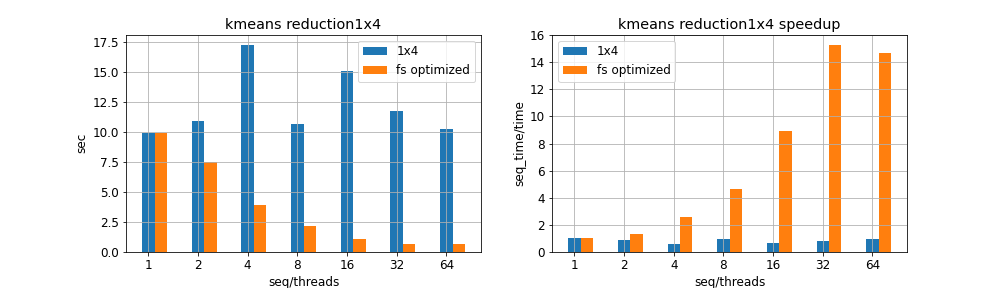 kmeans reduction1x4
17.5
15.0
12.5
10.0
7.5
5.0
2.5
0.0
sec
1x4
fs optimized
1 2 4 8 16 32 64
seq/threads
kmeans reduction1x4 speedup
16
14
12
10
8
6
4
2
0
seq_time/time
1x4
fs optimized
1 2 4 8 16 32 64
seq/threads